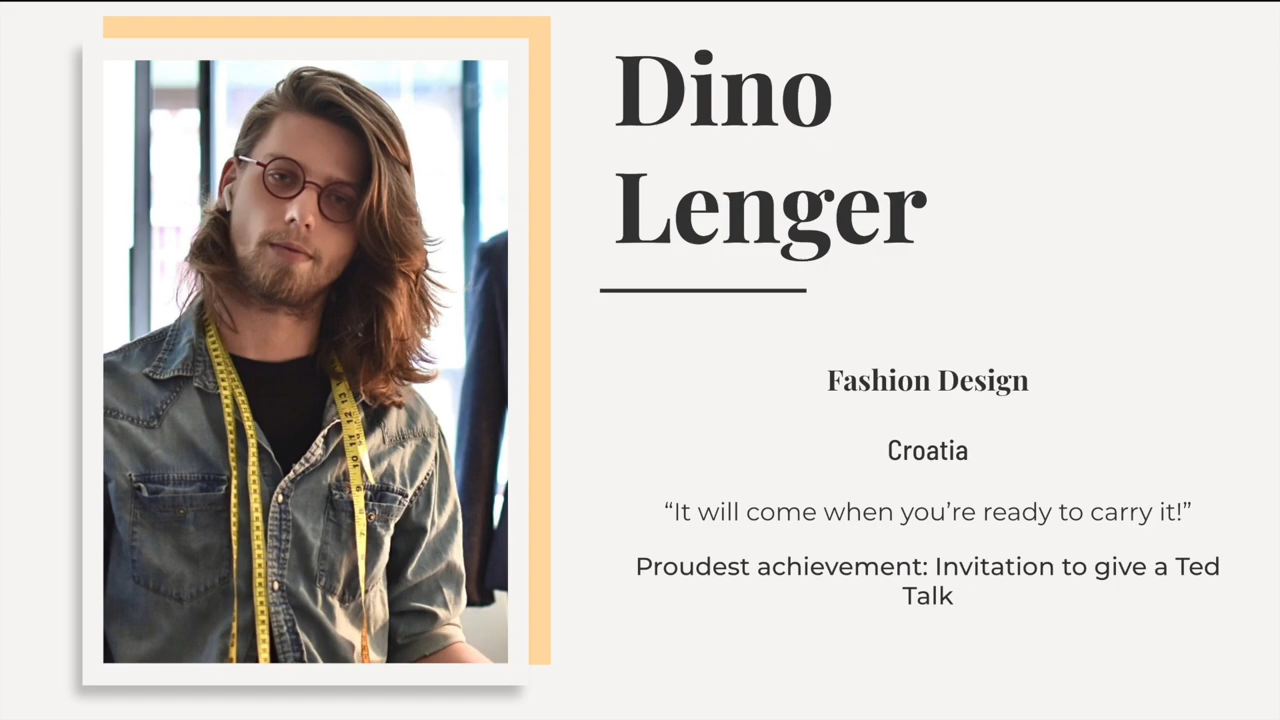 Dino
Lenger
Fashion Design
Croatia
“It will come when you’re ready to carry it!”
Proudest achievement: Invitation to give a Ted
Talk